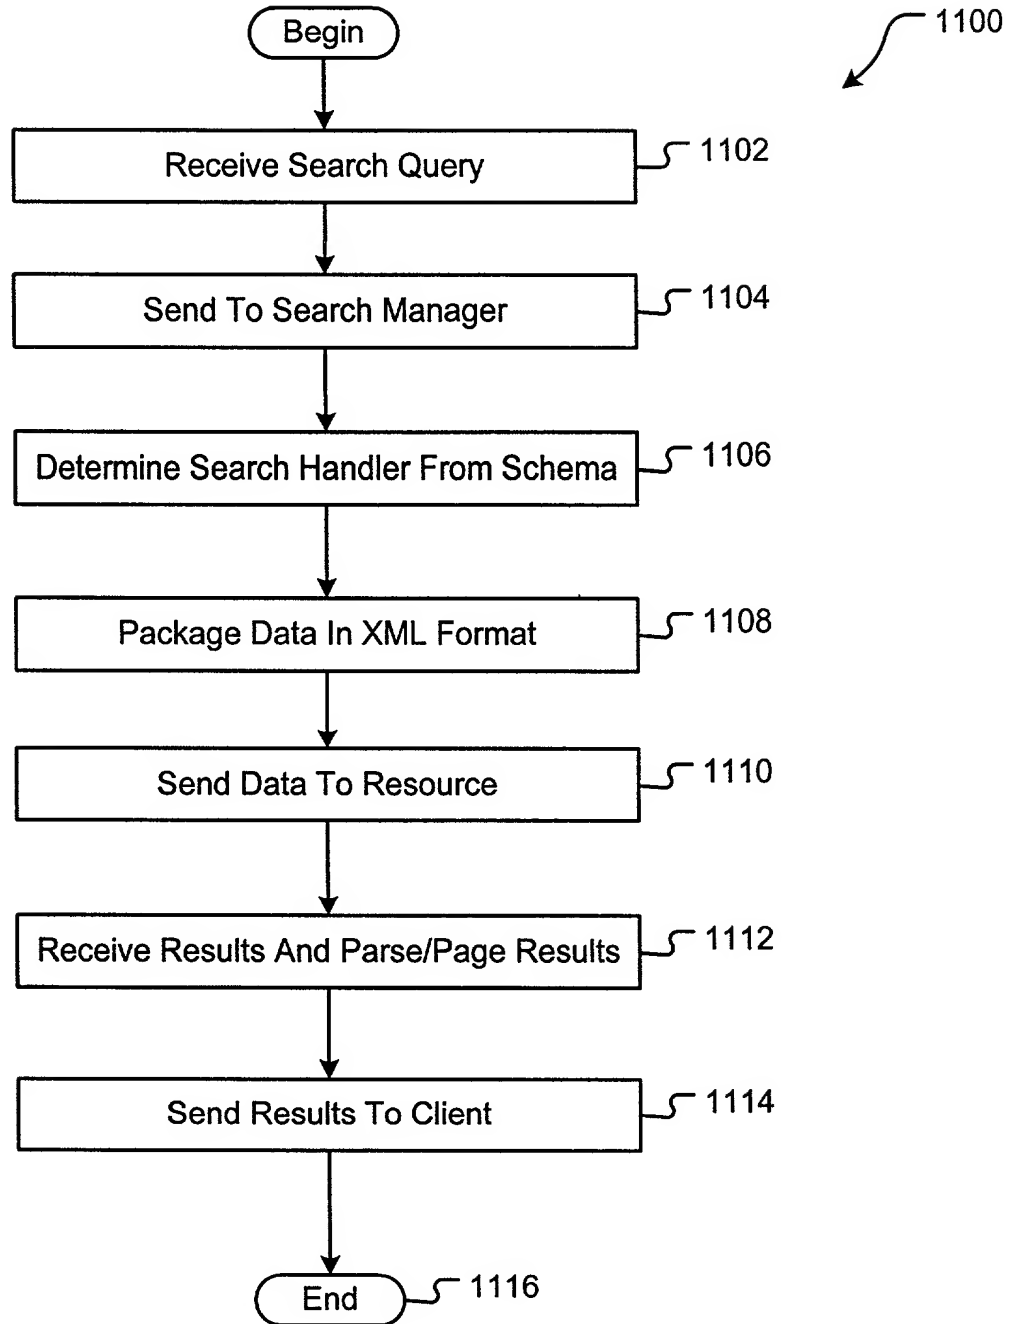 Begin
1100
Receive Search Query
1102
Send To Search Manager
1104
Determine Search Handler From Schema
1106
Package Data In XML Format
1108
Send Data To Resource
1110
Receive Results And Parse/Page Results
1112
Send Results To Client
1114
End
1116